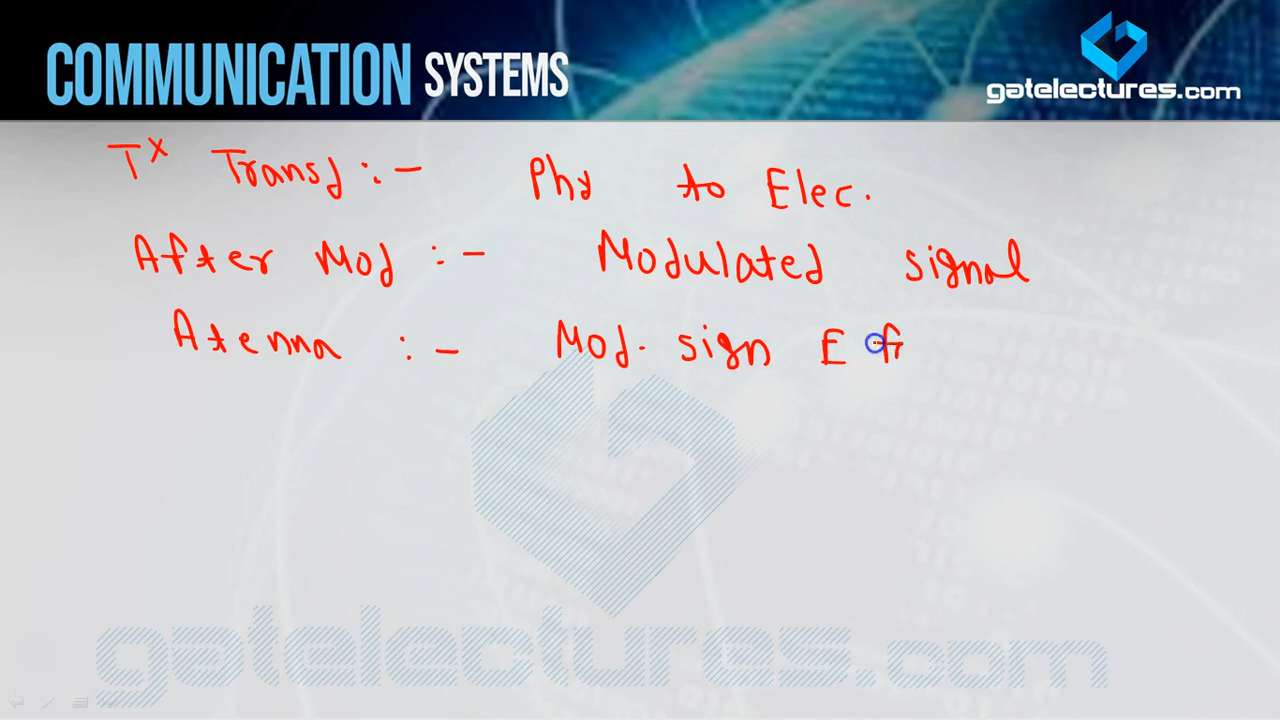 COMMUNICATION SYSTEMS
gatelectures.com
Tx Transd :- Phy to Elec.
After Mod :- Modulated signal
Atenna :- Mod. sign E
gatelectures.com